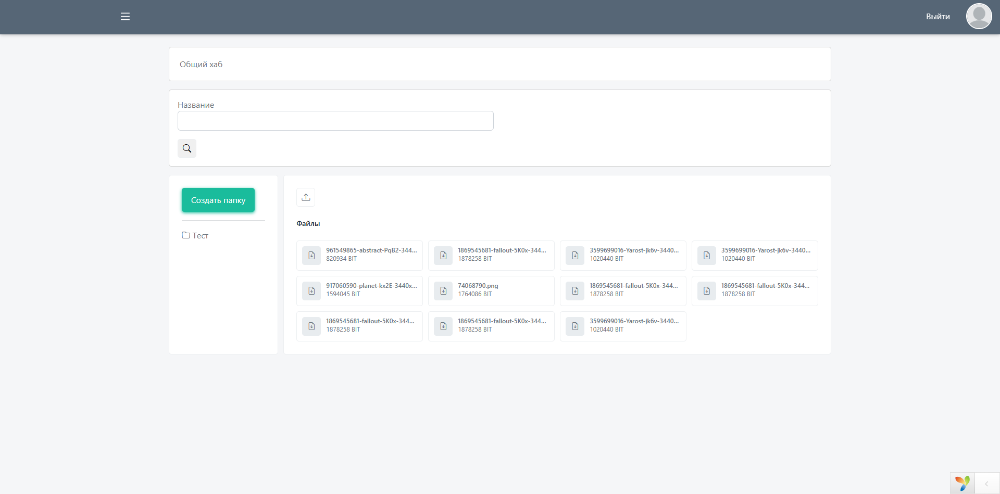 Выйти
Общий хаб
Название
Создать папку
Тест
Файлы
961549865-abstract-PqB2-344...
820934 BIT
1869545681-fallout-5K0x-344...
1878258 BIT
3599699016-Yarost-jk6v-3440...
1020440 BIT
3599699016-Yarost-jk6v-3440...
1020440 BIT
917060590-planet-kx2E-3440x...
1594045 BIT
74068790.png
1764086 BIT
1869545681-fallout-5K0x-344...
1878258 BIT
1869545681-fallout-5K0x-344...
1878258 BIT
1869545681-fallout-5K0x-344...
1878258 BIT
1869545681-fallout-5K0x-344...
1878258 BIT
3599699016-Yarost-jk6v-3440...
1020440 BIT